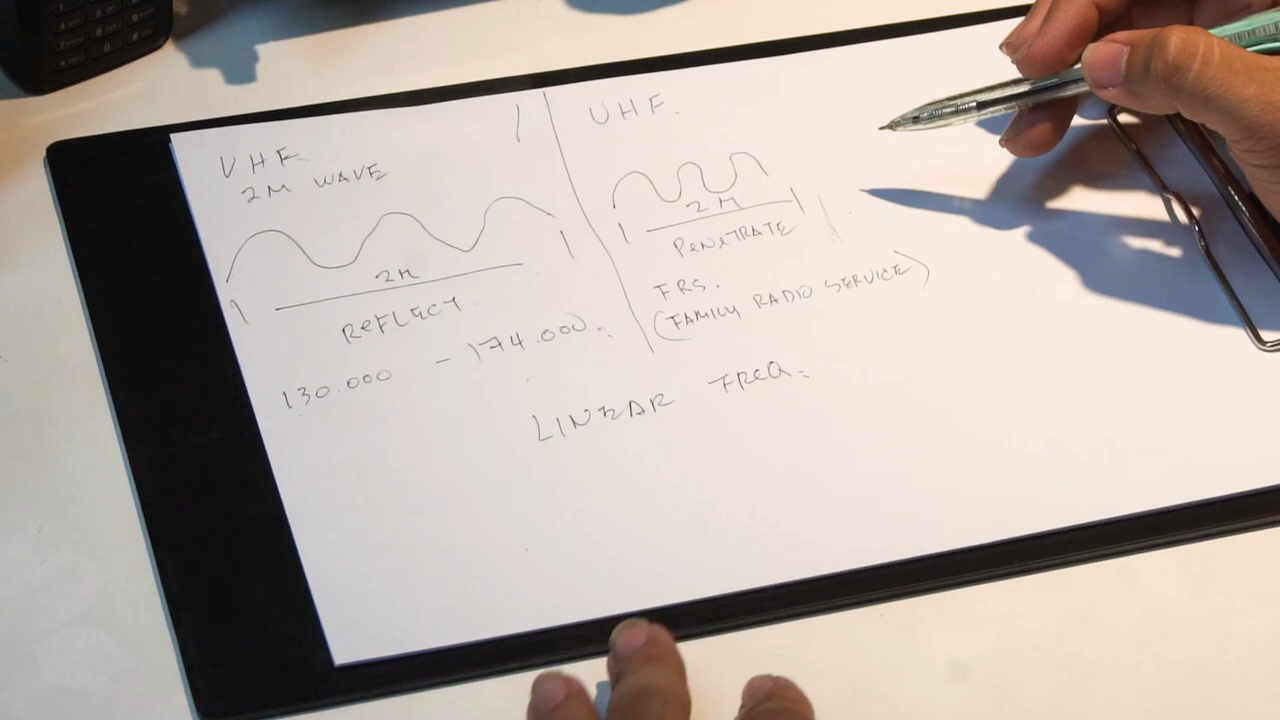 VHF.
2M WAVE
2M
REFLECT
130.000 - 174.000.
UHF.
2M
PENETRATE
FRS.
(FAMILY RADIO SERVICE)
LINEAR FREQ.